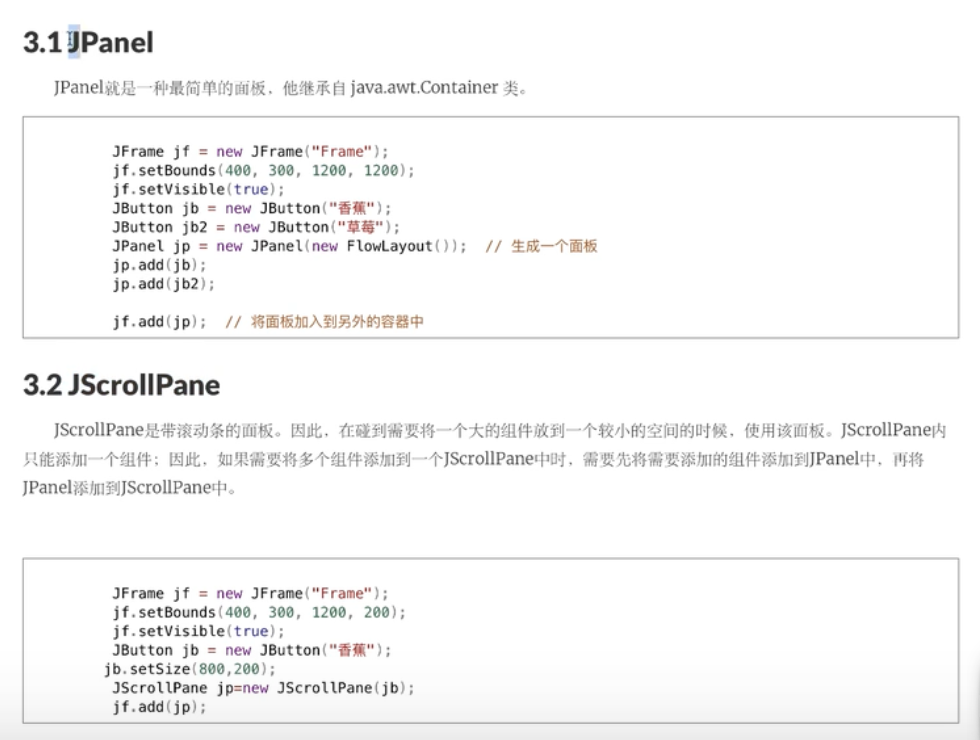 3.1 JPanel
JPanel就是一种最简单的面板，他继承自 java.awt.Container 类。
JFrame jf = new JFrame("Frame");
jf.setBounds(400, 300, 1200, 1200);
jf.setVisible(true);
JButton jb = new JButton("香蕉");
JButton jb2 = new JButton("草莓");
JPanel jp = new JPanel(new FlowLayout());  // 生成一个面板
jp.add(jb);
jp.add(jb2);
jf.add(jp);  // 将面板加入到另外的容器中
3.2 JScrollPane
JScrollPane是带滚动条的面板。因此，在碰到需要将一个大的组件放到一个较小的空间的时候，使用该面板。JScrollPane内
只能添加一个组件；因此，如果需要将多个组件添加到一个JScrollPane中时，需要先将需要添加的组件添加到JPanel中，再将
JPanel添加到JScrollPane中。
JFrame jf = new JFrame("Frame");
jf.setBounds(400, 300, 1200, 200);
jf.setVisible(true);
JButton jb = new JButton("香蕉");
jb.setSize(800,200);
JScrollPane jp=new JScrollPane(jb);
jf.add(jp);